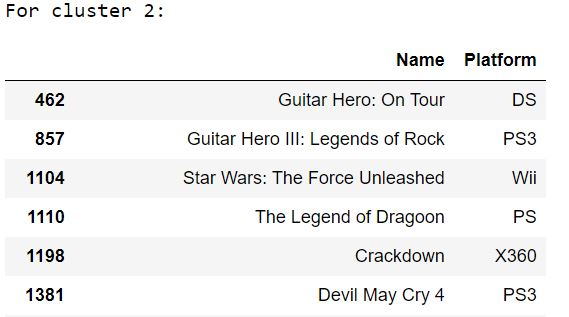 For cluster 2:
Name Platform
462 Guitar Hero: On Tour DS
857 Guitar Hero III: Legends of Rock PS3
1104 Star Wars: The Force Unleashed Wii
1110 The Legend of Dragoon PS
1198 Crackdown X360
1381 Devil May Cry 4 PS3